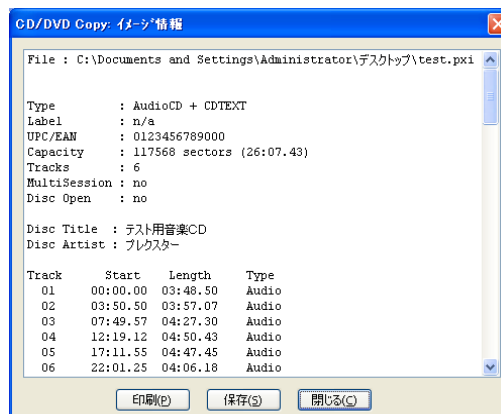 CD/DVD Copy: ｲﾒｰｼﾞ情報
File : C:\Documents and Settings\Administrator\デスクトップ\test.pxi
Type : AudioCD + CDTEXT
Label : n/a
UPC/EAN : 0123456789000
Capacity : 117568 sectors (26:07.43)
Tracks : 6
MultiSession : no
Disc Open : no
Disc Title : テスト用音楽CD
Disc Artist : プレクスター
Track Start Length Type
01 00:00.00 03:48.50 Audio
02 03:50.50 03:57.07 Audio
03 07:49.57 04:27.30 Audio
04 12:19.12 04:50.43 Audio
05 17:11.55 04:47.45 Audio
06 22:01.25 04:06.18 Audio
印刷(P) 保存(S) 閉じる(C)